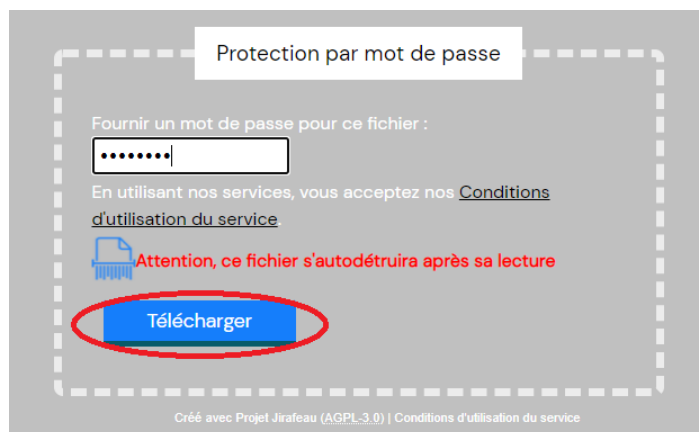 Protection par mot de passe
Fournir un mot de passe pour ce fichier :
••••••••
En utilisant nos services, vous acceptez nos Conditions
d'utilisation du service.
Attention, ce fichier s'autodétruira après sa lecture
Télécharger
Créé avec Projet Jirafeau (AGPL-3.0) | Conditions d'utilisation du service